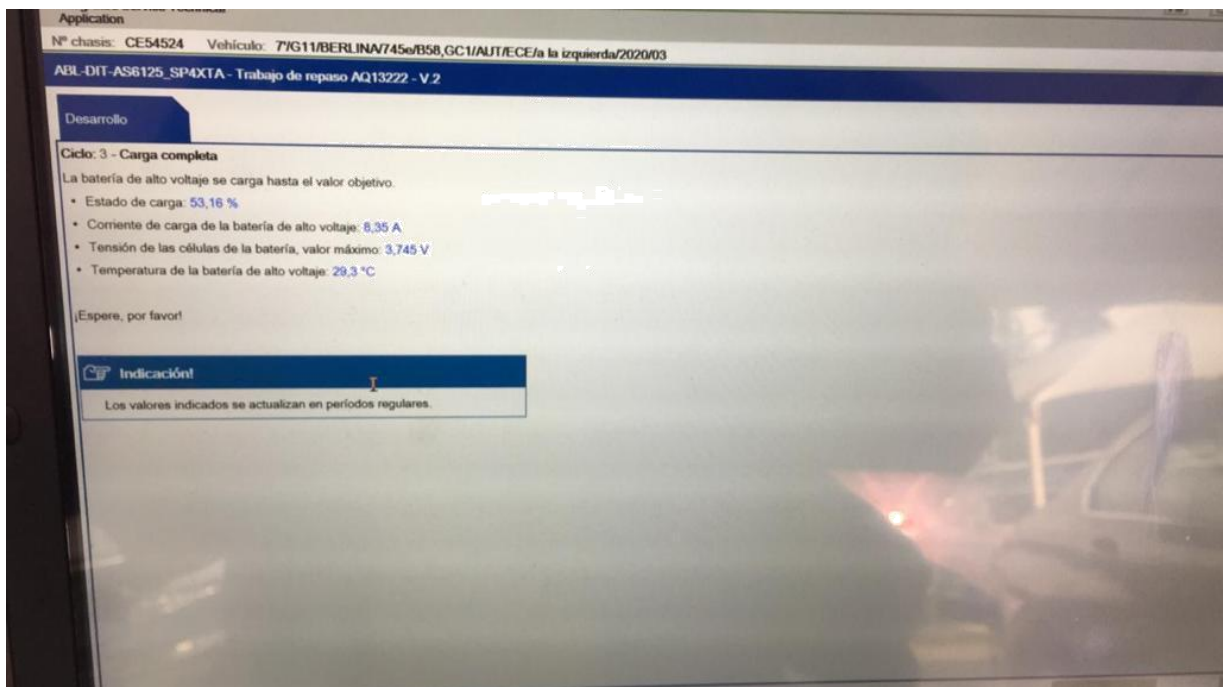 Application
Nº chasis: CE54524 Vehículo: 7'/G11/BERLINA/745e/B58,GC1/AUT/ECE/a la izquierda/2020/03
ABL-DIT-AS6125_SP4XTA - Trabajo de repaso AQ13222 - V.2
Desarrollo
Ciclo: 3 - Carga completa
La batería de alto voltaje se carga hasta el valor objetivo.
• Estado de carga: 53,16 %
• Corriente de carga de la batería de alto voltaje: 8,35 A
• Tensión de las células de la batería, valor máximo: 3,745 V
• Temperatura de la batería de alto voltaje: 29,3 °C
¡Espere, por favor!
Indicación!
Los valores indicados se actualizan en períodos regulares.